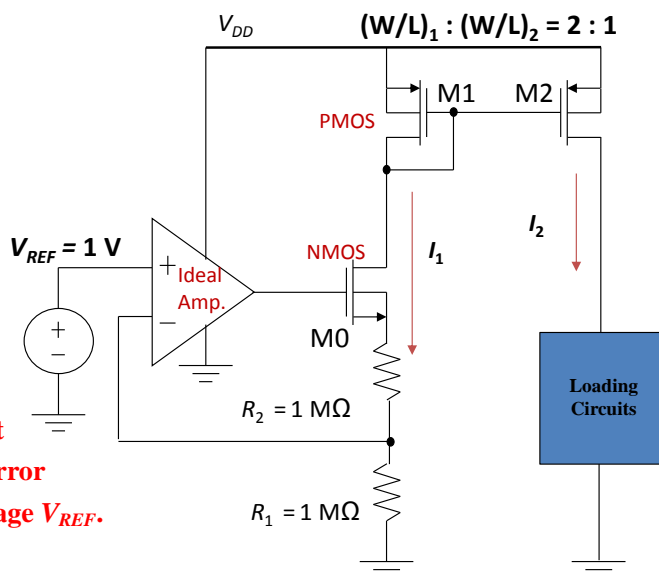 V_DD (W/L)₁ : (W/L)₂ = 2 : 1
M1 M2
PMOS
V_REF = 1 V
NMOS
I₁
I₂
+
Ideal
Amp.
−
+
−
M0
Loading
Circuits
R₂ = 1 MΩ
t
rror
age V_REF.
R₁ = 1 MΩ